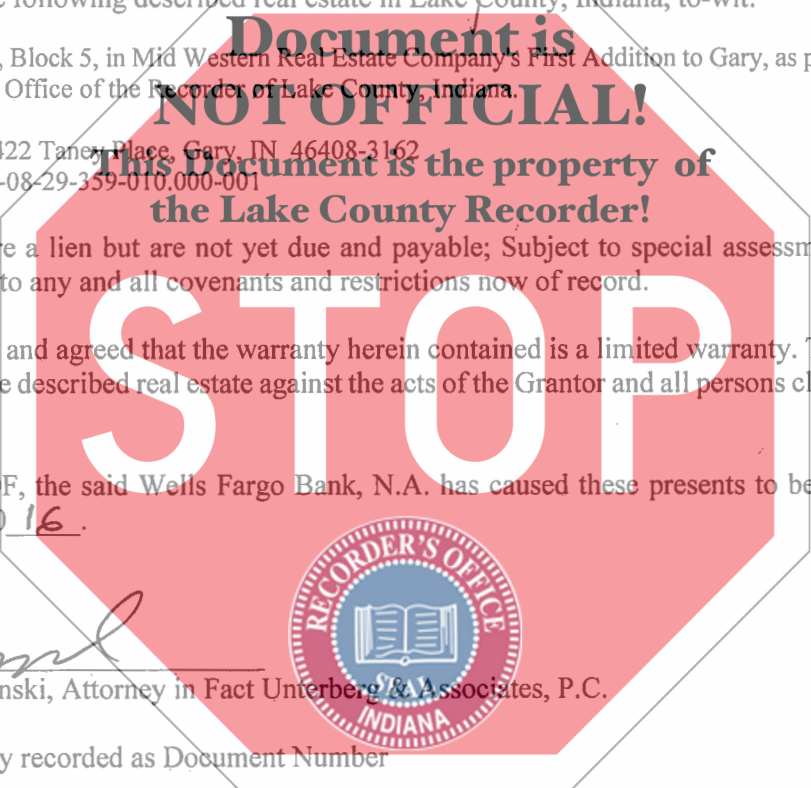 e following described real estate in Lake County, Indiana, to-wit:
Document is
, Block 5, in Mid Western Real Estate Company's First Addition to Gary, as p
Office of the Recorder of Lake County, Indiana.
NOT OFFICIAL!
422 Taney Place, Gary, IN 46408-3162
This Document is the property of
-08-29-359-010.000-001
the Lake County Recorder!
re a lien but are not yet due and payable; Subject to special assessm
to any and all covenants and restrictions now of record.
STOP
and agreed that the warranty herein contained is a limited warranty. T
e described real estate against the acts of the Grantor and all persons cl
OF, the said Wells Fargo Bank, N.A. has caused these presents to be
0 16.
RECORDER'S OFFICE
SEAL
INDIANA
nski, Attorney in Fact Unterberg & Associates, P.C.
y recorded as Document Number